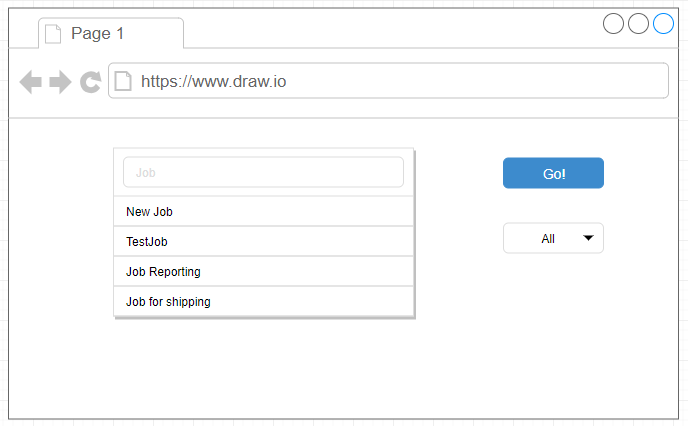 Page 1
https://www.draw.io
Job
Go!
New Job
TestJob
All
Job Reporting
Job for shipping